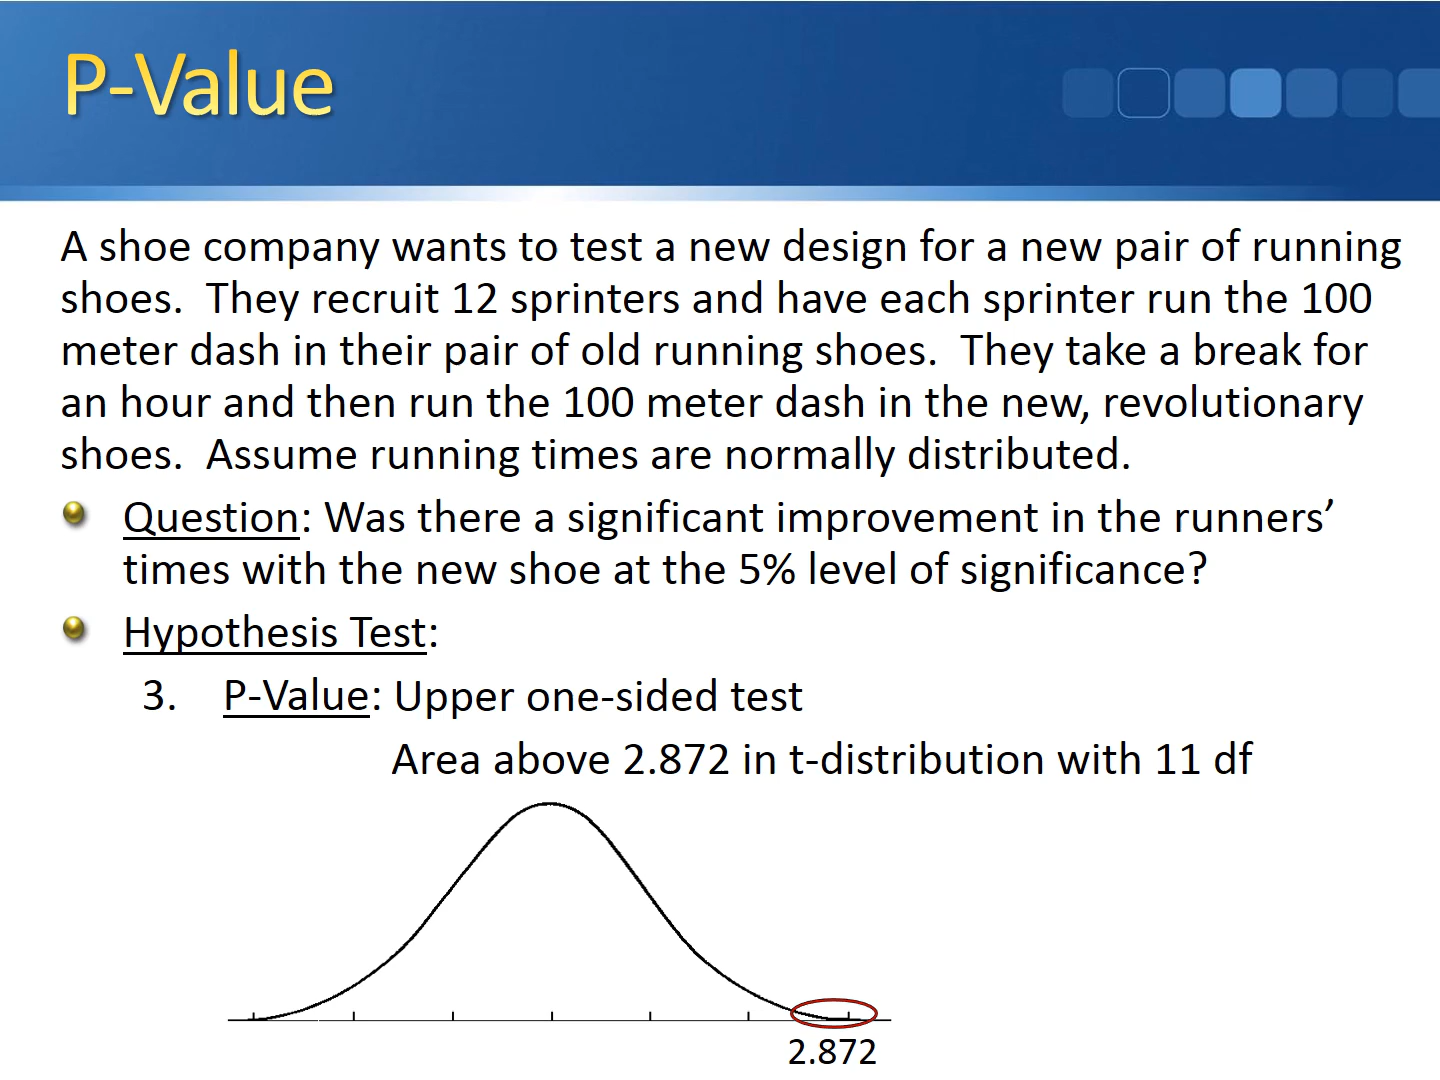 P-Value
A shoe company wants to test a new design for a new pair of running
shoes. They recruit 12 sprinters and have each sprinter run the 100
meter dash in their pair of old running shoes. They take a break for
an hour and then run the 100 meter dash in the new, revolutionary
shoes. Assume running times are normally distributed.
Question: Was there a significant improvement in the runners’
times with the new shoe at the 5% level of significance?
Hypothesis Test:
3. P-Value: Upper one-sided test
Area above 2.872 in t-distribution with 11 df
2.872